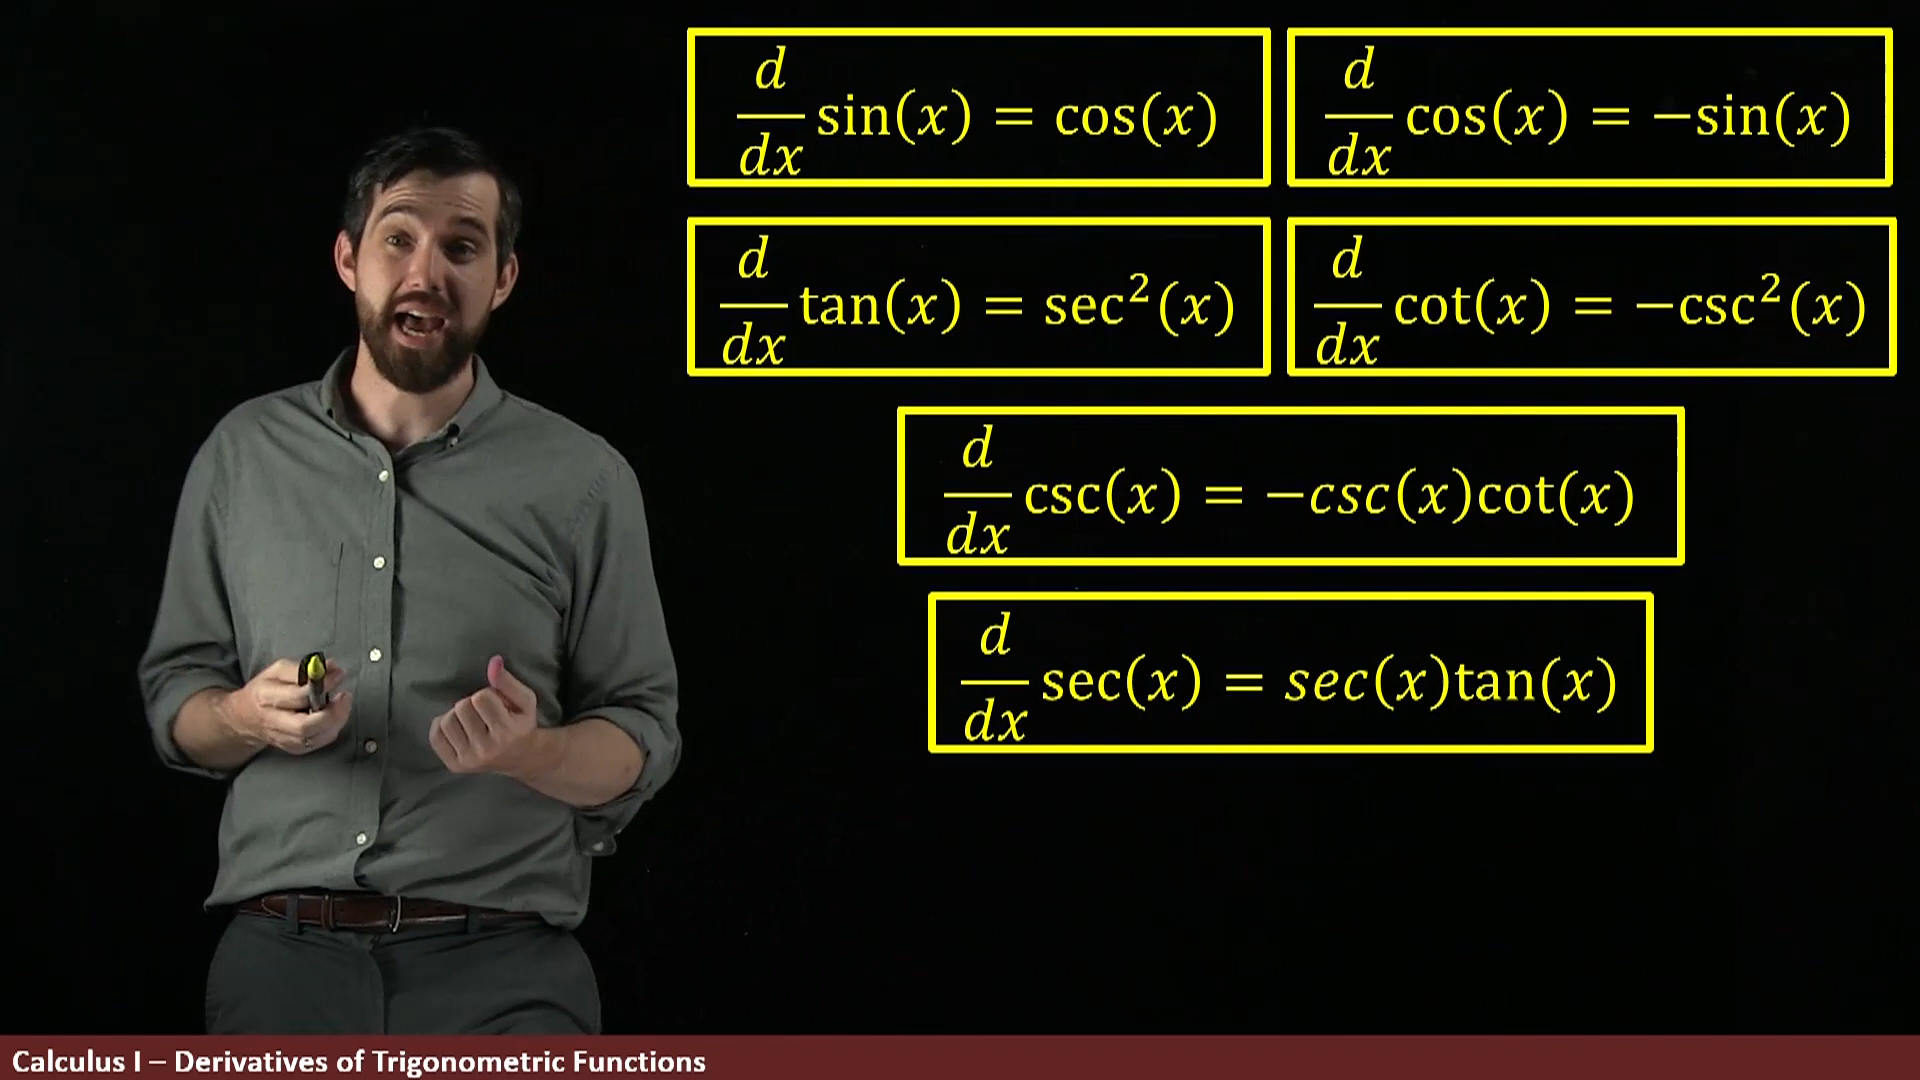 d/dx sin(x) = cos(x)
d/dx cos(x) = −sin(x)
d/dx tan(x) = sec²(x)
d/dx cot(x) = −csc²(x)
d/dx csc(x) = −csc(x)cot(x)
d/dx sec(x) = sec(x)tan(x)
Calculus I – Derivatives of Trigonometric Functions